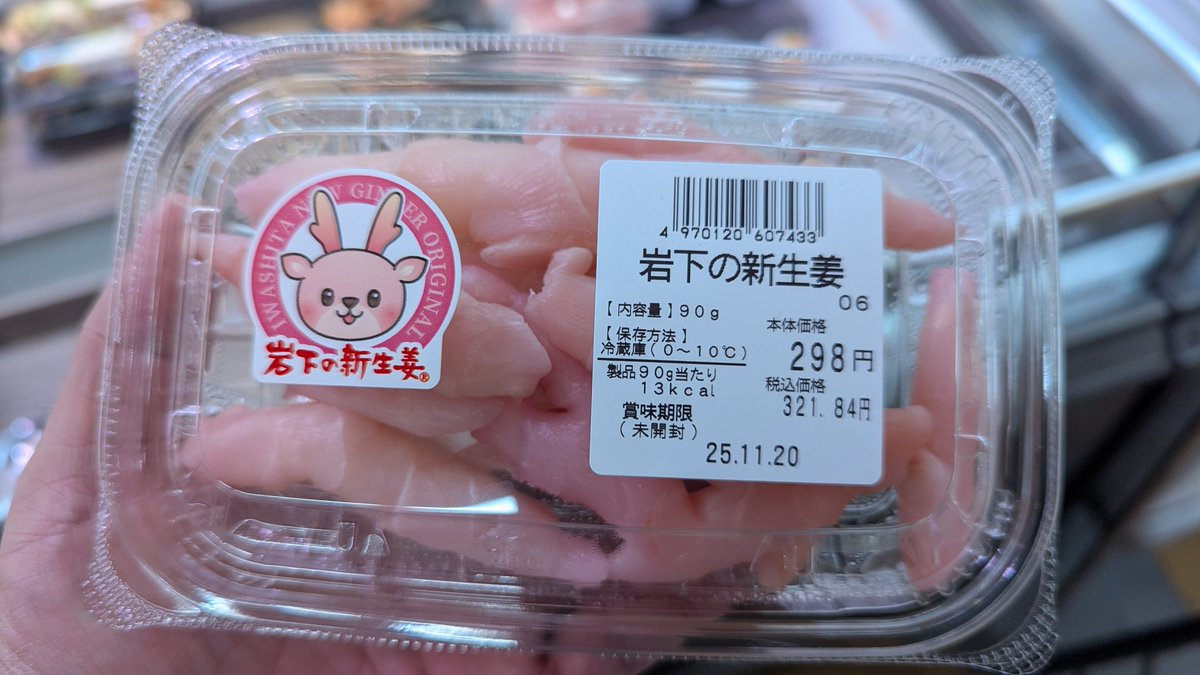 IWASHITA NEW GINGER ORIGINAL
岩下の新生姜®
4 970120 607433
岩下の新生姜
06
【内容量】90g
【保存方法】
冷蔵庫(0～10℃)
製品90g当たり
13kcal
賞味期限
(未開封)
25.11.20
本体価格
298円
税込価格
321.84円